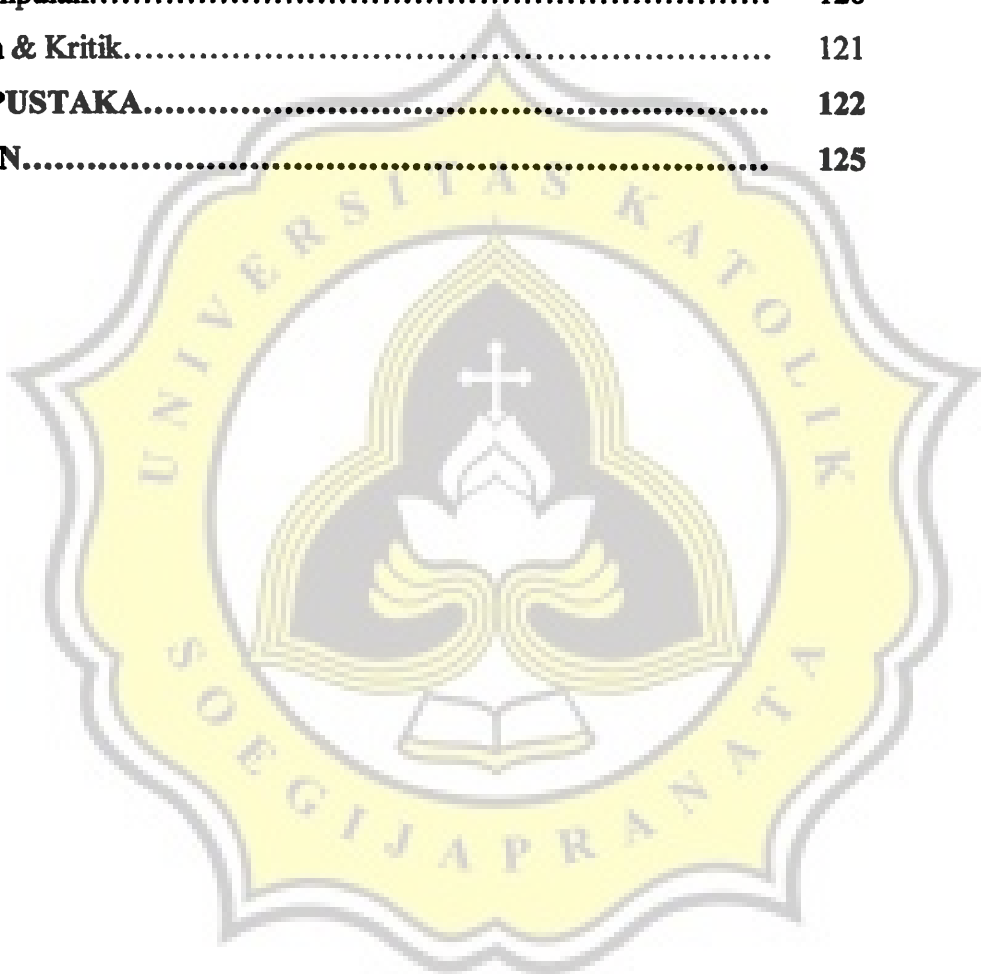 & Kritik................................................................ 121
PUSTAKA........................................................... 122
N....................................................................... 125
UNIVERSITAS KATOLIK
SOEGIJAPRANATA